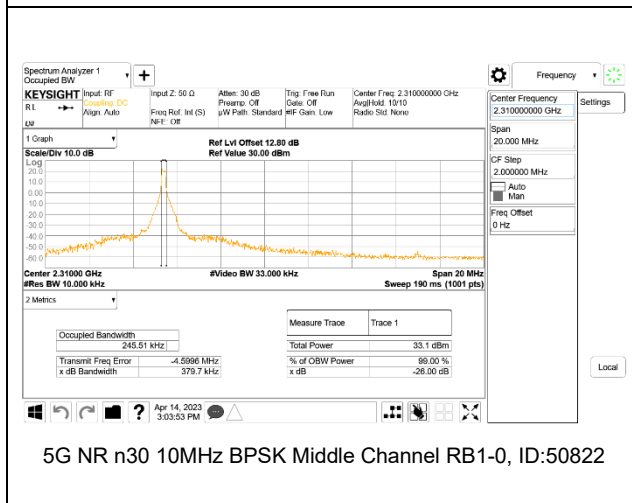 Spectrum Analyzer 1
Occupied BW
Frequency
KEYSIGHT
RL
Input: RF
Coupling: DC
Align: Auto
Input Z: 50 Ω
Freq Ref: Int (S)
NFE: Off
Atten: 30 dB
Preamp: Off
µW Path: Standard
Trig: Free Run
Gate: Off
#IF Gain: Low
Center Freq: 2.310000000 GHz
Avg|Hold: 10/10
Radio Std: None
Center Frequency
2.310000000 GHz
Settings
Span
20.000 MHz
CF Step
2.000000 MHz
Auto
Man
Freq Offset
0 Hz
1 Graph
Scale/Div 10.0 dB
Ref Lvl Offset 12.80 dB
Ref Value 30.00 dBm
Log
20.0
10.0
0.00
-10.0
-20.0
-30.0
-40.0
-50.0
-60.0
Center 2.31000 GHz
#Res BW 10.000 kHz
#Video BW 33.000 kHz
Span 20 MHz
Sweep 190 ms (1001 pts)
2 Metrics
Occupied Bandwidth
245.51 kHz
Transmit Freq Error
-4.5996 MHz
x dB Bandwidth
379.7 kHz
Measure Trace
Trace 1
Total Power
33.1 dBm
% of OBW Power
99.00 %
x dB
-26.00 dB
Local
?
Apr 14, 2023
3:03:53 PM
5G NR n30 10MHz BPSK Middle Channel RB1-0, ID:50822